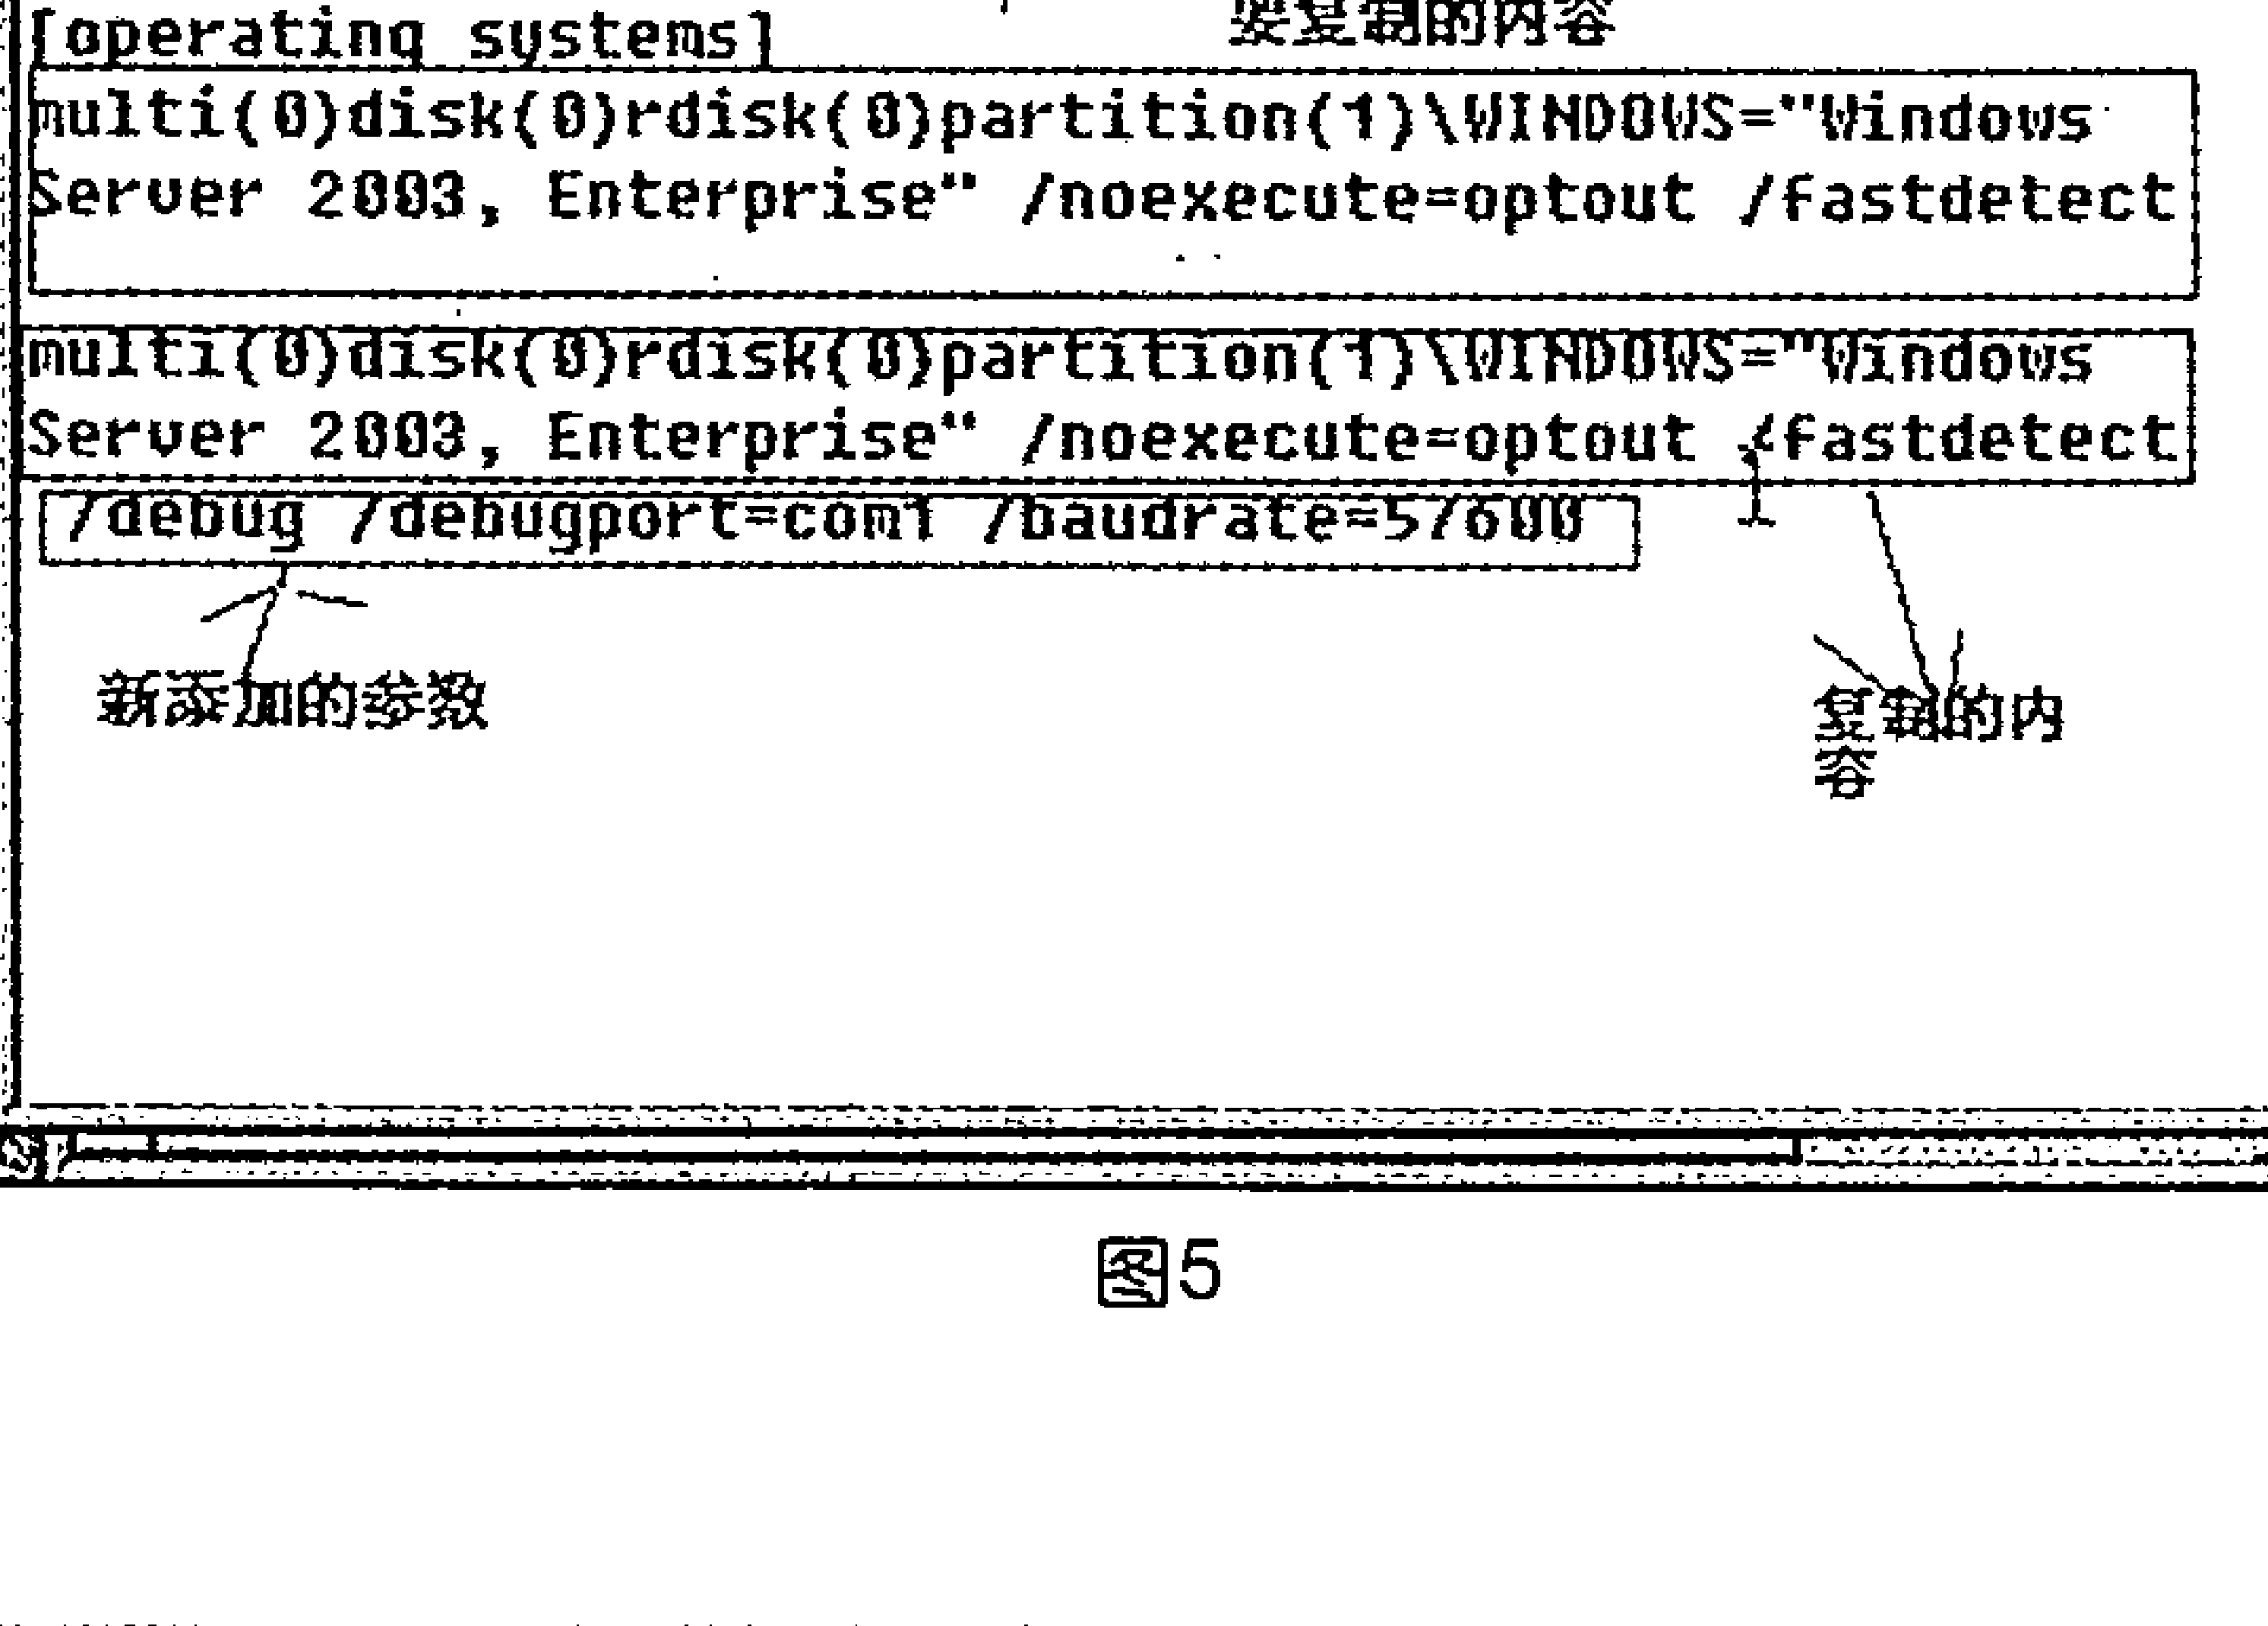 要复制的内容
[operating systems]
multi(0)disk(0)rdisk(0)partition(1)\WINDOWS="Windows
Server 2003, Enterprise" /noexecute=optout /fastdetect
multi(0)disk(0)rdisk(0)partition(1)\WINDOWS="Windows
Server 2003, Enterprise" /noexecute=optout /fastdetect
/debug /debugport=com1 /baudrate=57600
新添加的参数
复制的内
容
图5